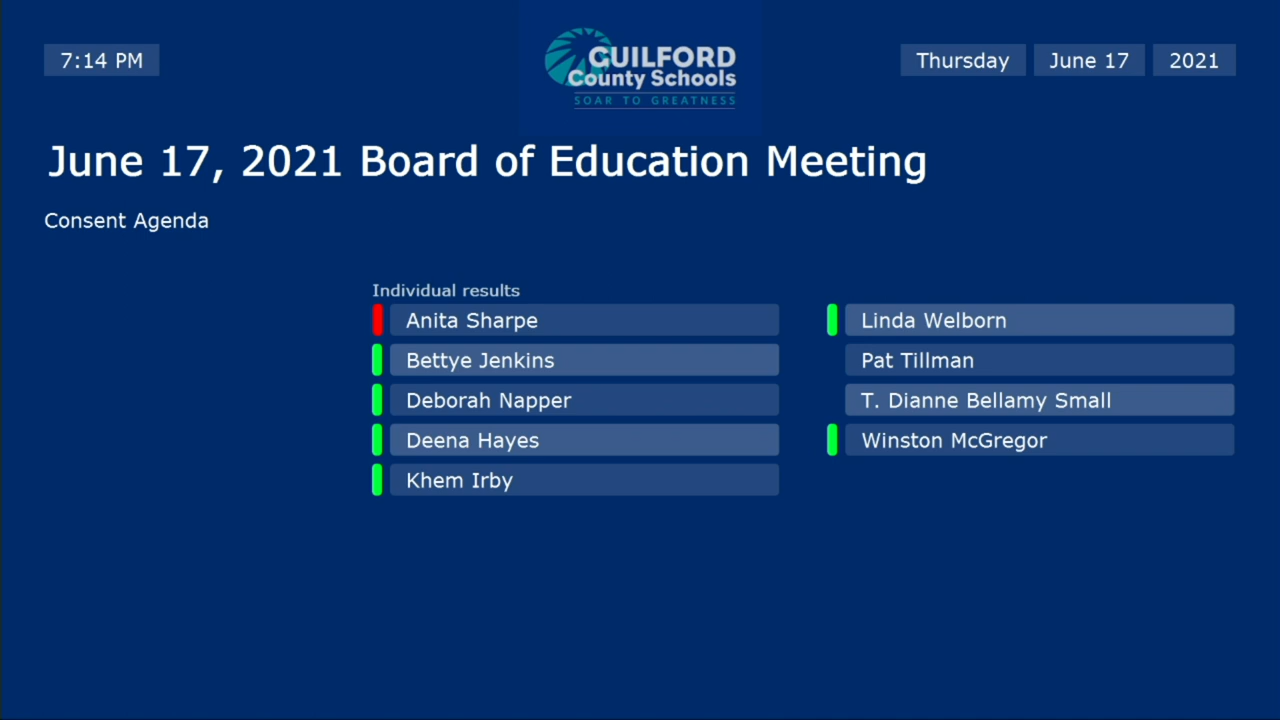 7:14 PM
GUILFORD
County Schools
SOAR TO GREATNESS
Thursday June 17 2021
June 17, 2021 Board of Education Meeting
Consent Agenda
Individual results
Anita Sharpe
Bettye Jenkins
Deborah Napper
Deena Hayes
Khem Irby
Linda Welborn
Pat Tillman
T. Dianne Bellamy Small
Winston McGregor